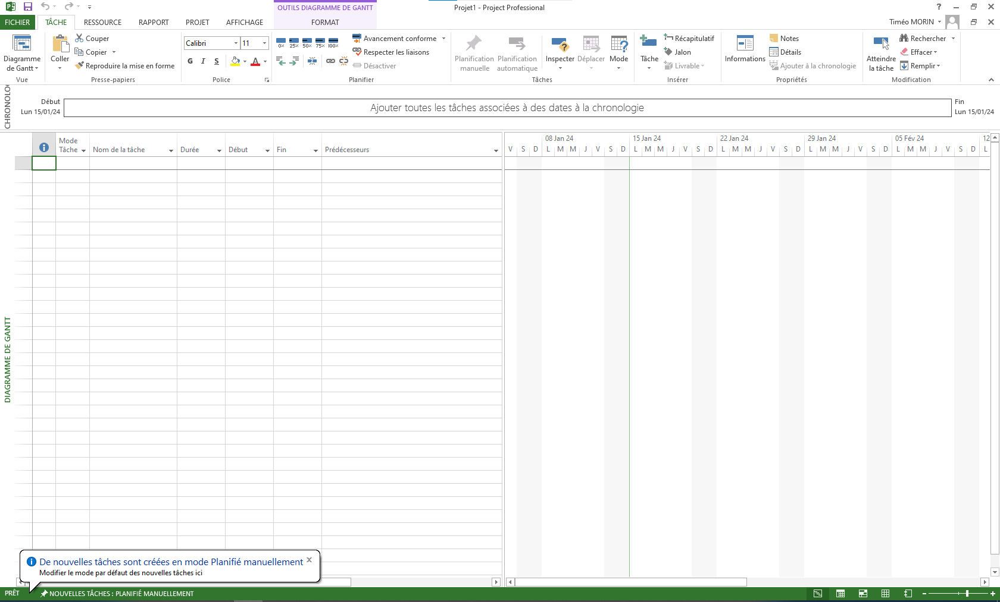 OUTILS DIAGRAMME DE GANTT
Projet1 - Project Professional
FICHIER TÂCHE RESSOURCE RAPPORT PROJET AFFICHAGE FORMAT
Timéo MORIN
Diagramme de Gantt
Vue
Coller
Couper
Copier
Reproduire la mise en forme
Presse-papiers
Calibri 11
G I S A
Police
0% 25% 50% 75% 100%
Avancement conforme
Respecter les liaisons
Désactiver
Planifier
Planification manuelle
Planification automatique
Inspecter
Déplacer
Mode
Tâches
Tâche
Récapitulatif
Jalon
Livrable
Insérer
Informations
Notes
Détails
Ajouter à la chronologie
Propriétés
Atteindre la tâche
Rechercher
Effacer
Remplir
Modification
Début
Lun 15/01/24
Ajouter toutes les tâches associées à des dates à la chronologie
Fin
Lun 15/01/24
Mode Tâche
Nom de la tâche
Durée
Début
Fin
Prédécesseurs
08 Jan 24 15 Jan 24 22 Jan 24 29 Jan 24 05 Fév 24 12
V S D L M M J V S D L M M J V S D L M M J V S D L M M J V S D L M M J V S D L
DIAGRAMME DE GANTT
De nouvelles tâches sont créées en mode Planifié manuellement
Modifier le mode par défaut des nouvelles tâches ici
PRÊT
NOUVELLES TÂCHES : PLANIFIÉ MANUELLEMENT